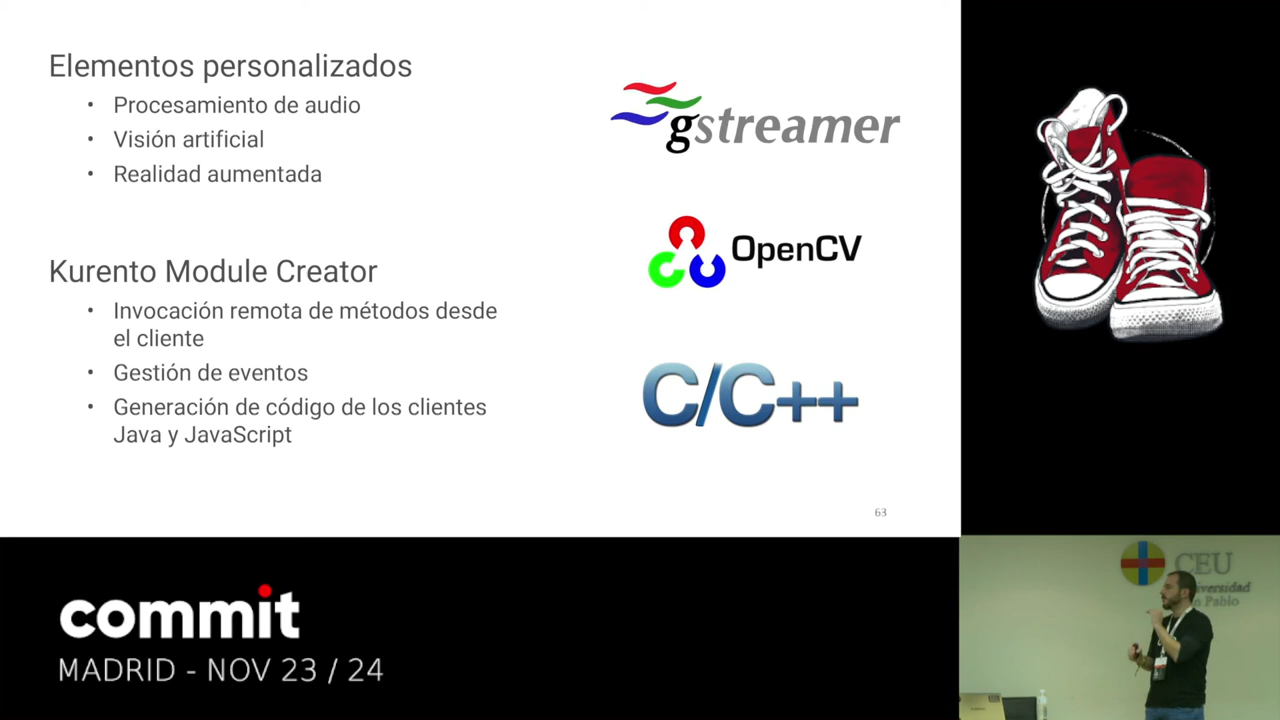 Elementos personalizados
• Procesamiento de audio
• Visión artificial
• Realidad aumentada
Kurento Module Creator
• Invocación remota de métodos desde
el cliente
• Gestión de eventos
• Generación de código de los clientes
Java y JavaScript
gstreamer
OpenCV
C/C++
63
commit
MADRID - NOV 23 / 24
CEU
Pablo